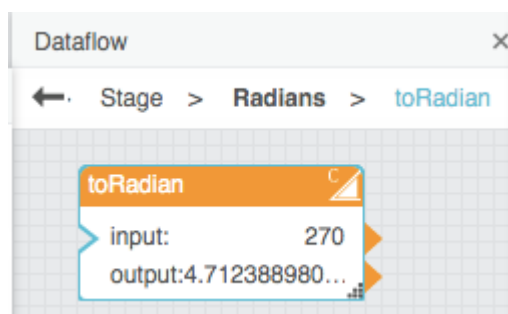 Dataflow ×
Stage > Radians > toRadian
toRadian C
input: 270
output:4.712388980...